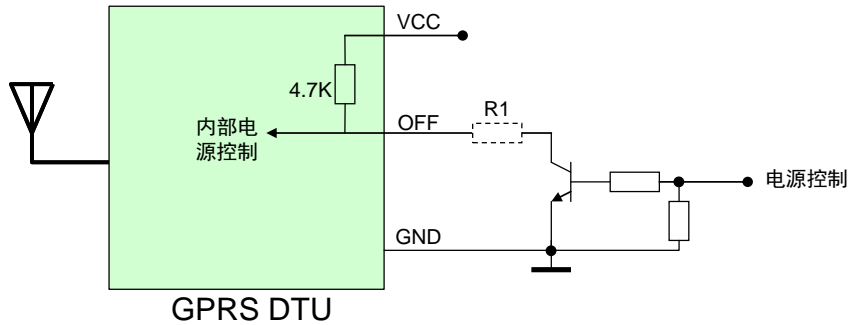 VCC
4.7K
R1
OFF
内部电
源控制
电源控制
GND
GPRS DTU